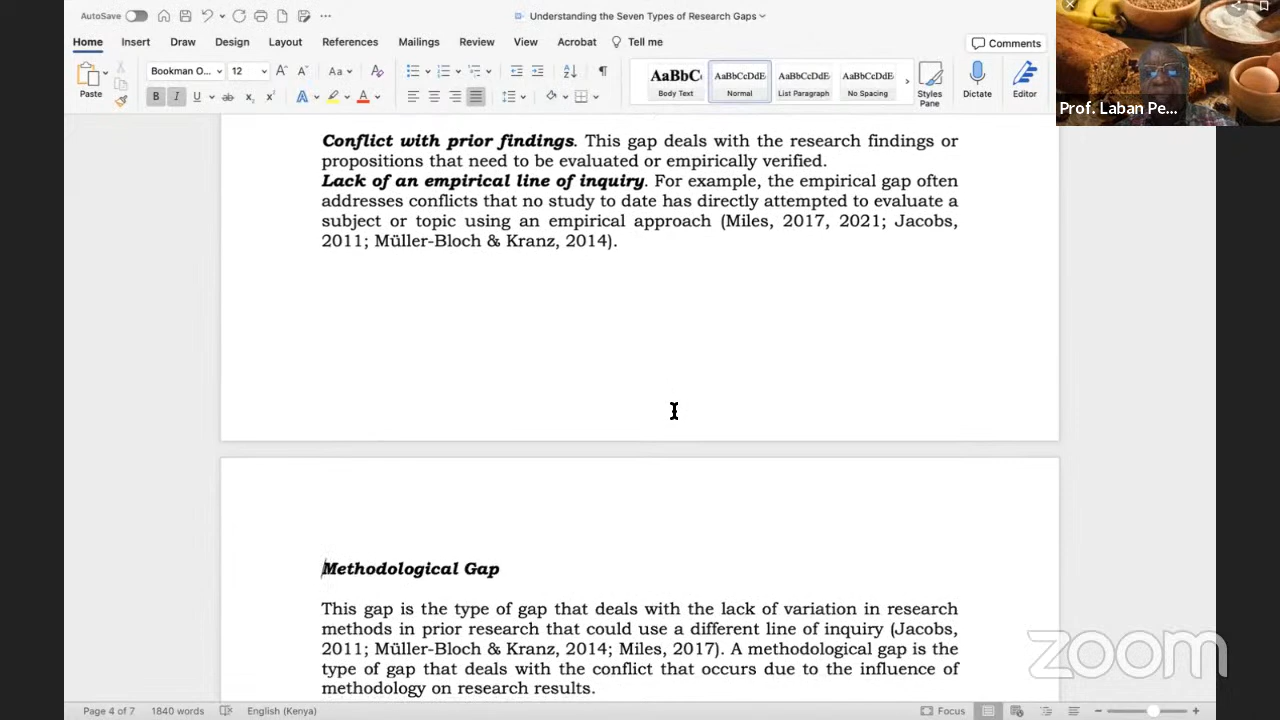 AutoSave
Understanding the Seven Types of Research Gaps
Home Insert Draw Design Layout References Mailings Review View Acrobat Tell me
Comments
Paste
Bookman O... 12
Aa
AaBbC
Body Text
AaBbCcDdE
Normal
AaBbCcDdE
List Paragraph
AaBbCcDdE
No Spacing
Styles
Pane
Dictate
Editor
Prof. Laban Pe...
Conflict with prior findings. This gap deals with the research findings or
propositions that need to be evaluated or empirically verified.
Lack of an empirical line of inquiry. For example, the empirical gap often
addresses conflicts that no study to date has directly attempted to evaluate a
subject or topic using an empirical approach (Miles, 2017, 2021; Jacobs,
2011; Müller-Bloch & Kranz, 2014).
Methodological Gap
This gap is the type of gap that deals with the lack of variation in research
methods in prior research that could use a different line of inquiry (Jacobs,
2011; Müller-Bloch & Kranz, 2014; Miles, 2017). A methodological gap is the
type of gap that deals with the conflict that occurs due to the influence of
methodology on research results.
zoom
Page 4 of 7 1840 words English (Kenya) Focus